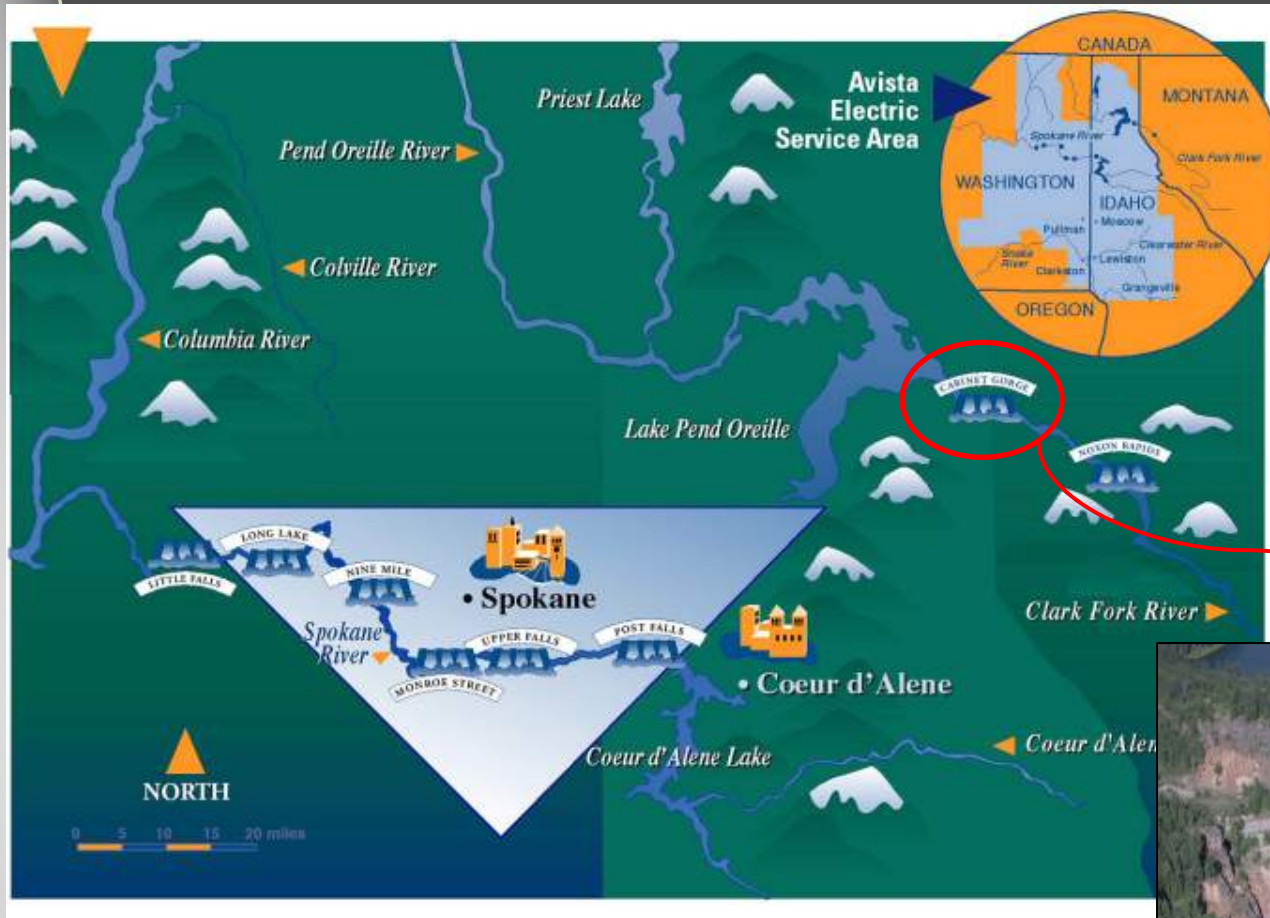 CANADA
Avista
Electric
Service Area
MONTANA
Spokane River
Clark Fork River
WASHINGTON
IDAHO
Moscow
Pullman
Clearwater River
Snake
River
Lewiston
Clarkston
Grangeville
OREGON
Priest Lake
Pend Oreille River
Colville River
Columbia River
CABINET GORGE
Lake Pend Oreille
NOXON RAPIDS
LONG LAKE
LITTLE FALLS
NINE MILE
• Spokane
Clark Fork River
Spokane
River
UPPER FALLS
POST FALLS
MONROE STREET
• Coeur d'Alene
Coeur d'Alene Lake
Coeur d'Alen
NORTH
0 5 10 15 20 miles